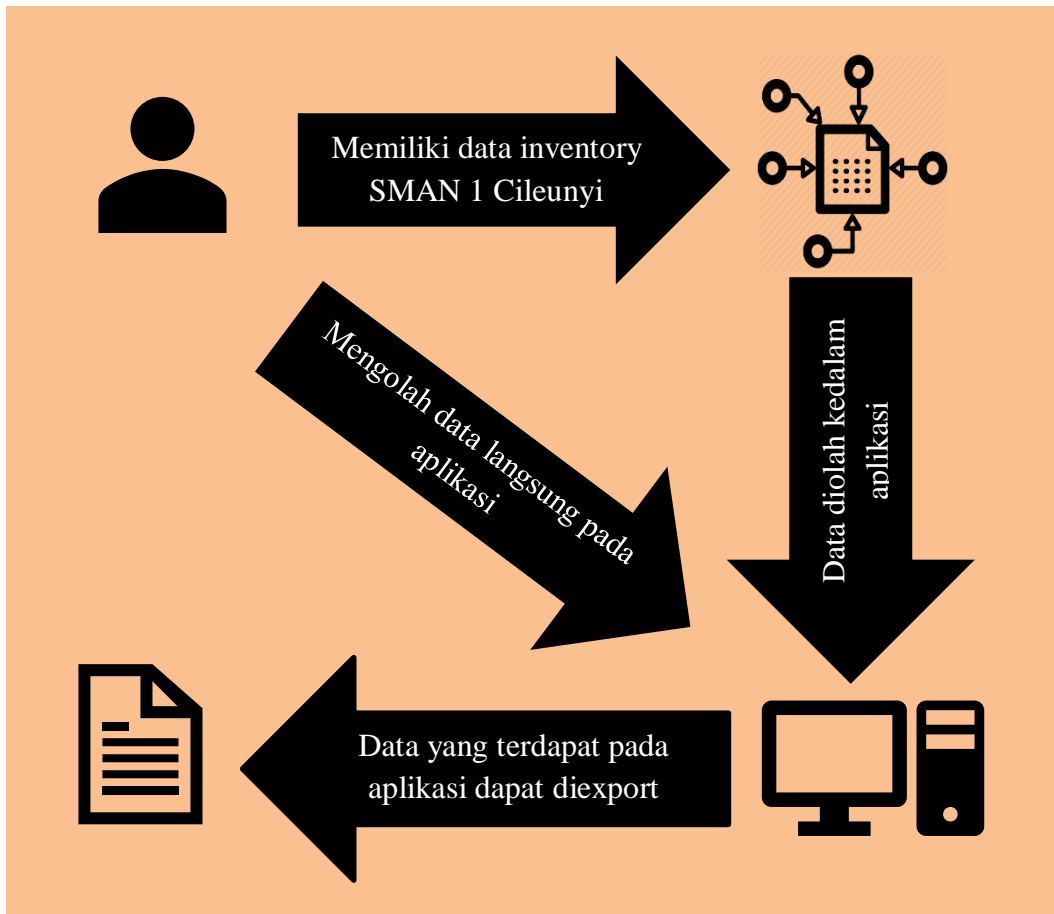 Memiliki data inventory
SMAN 1 Cileunyi
Mengolah data langsung pada
aplikasi
Data diolah kedalam
aplikasi
Data yang terdapat pada
aplikasi dapat diexport